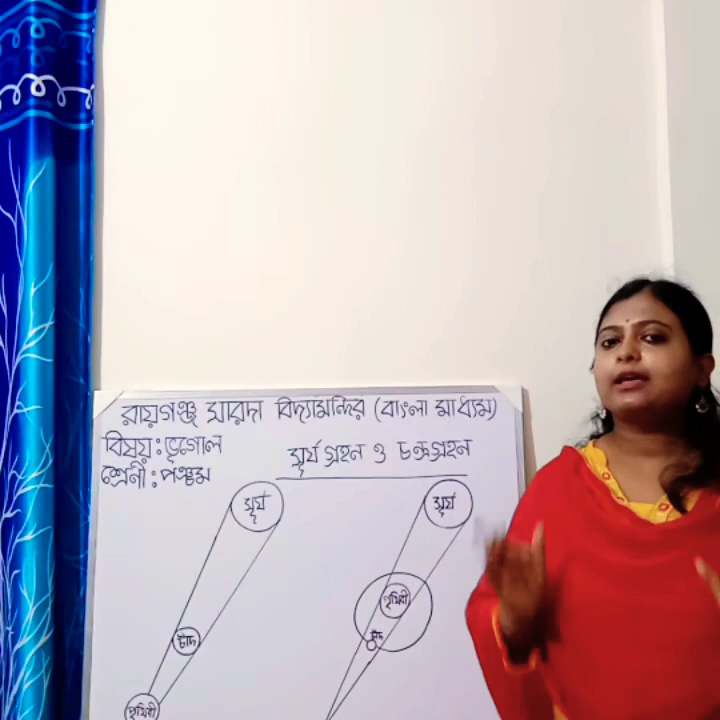 রায়গঞ্জ সারদা বিদ্যামন্দির (বাংলা মাধ্যম)
বিষয়: ভূগোল
শ্রেনী: পঞ্চম
সূর্য গ্রহন ও চন্দ্রগ্রহন
সূর্য
সূর্য
পৃথিবী
চাঁদ
চাঁদ
পৃথিবী